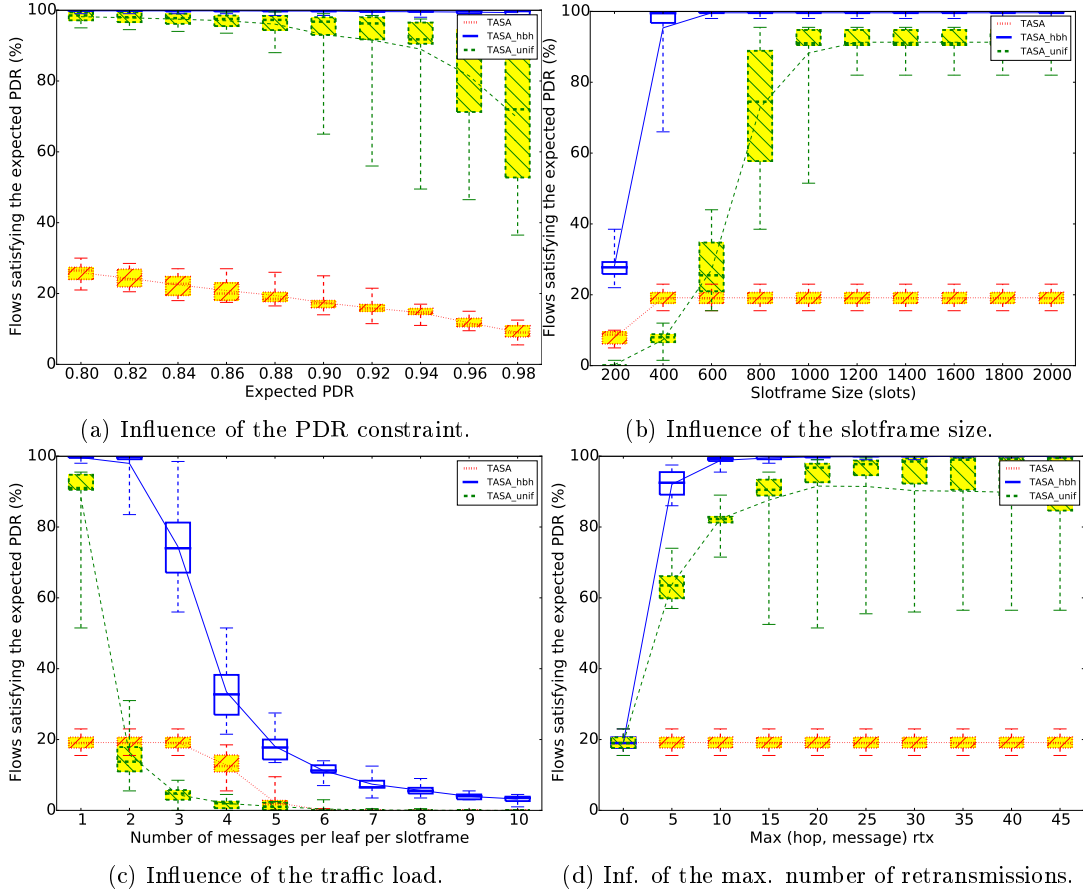 Flows satisfying the expected PDR (%)
100
80
60
40
20
0
TASA
TASA_hbh
TASA_unif
0.80 0.82 0.84 0.86 0.88 0.90 0.92 0.94 0.96 0.98
Expected PDR
(a) Influence of the PDR constraint.
Flows satisfying the expected PDR (%)
100
80
60
40
20
0
TASA
TASA_hbh
TASA_unif
200 400 600 800 1000 1200 1400 1600 1800 2000
Slotframe Size (slots)
(b) Influence of the slotframe size.
Flows satisfying the expected PDR (%)
100
80
60
40
20
0
TASA
TASA_hbh
TASA_unif
1 2 3 4 5 6 7 8 9 10
Number of messages per leaf per slotframe
(c) Influence of the traffic load.
Flows satisfying the expected PDR (%)
100
80
60
40
20
0
TASA
TASA_hbh
TASA_unif
0 5 10 15 20 25 30 35 40 45
Max (hop, message) rtx
(d) Inf. of the max. number of retransmissions.